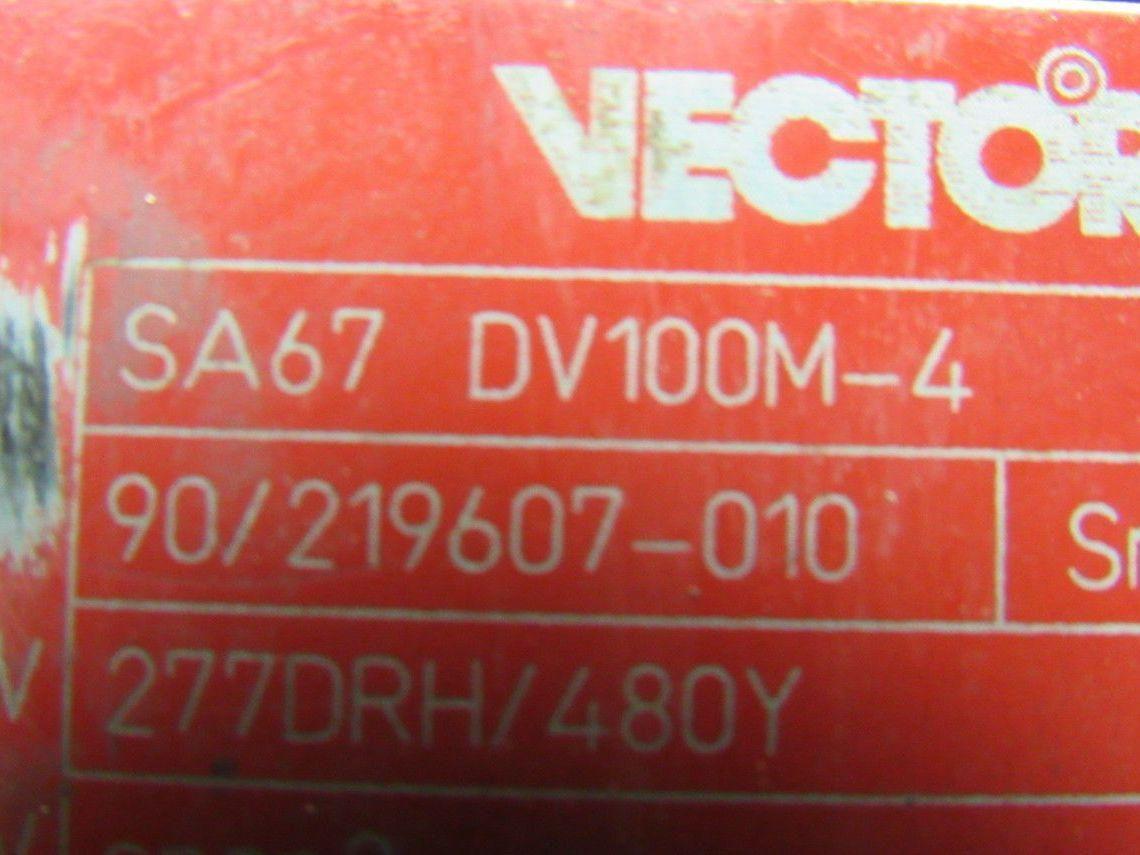 VECTOR
SA67 DV100M-4
90/219607-010
V 277DRH/480Y